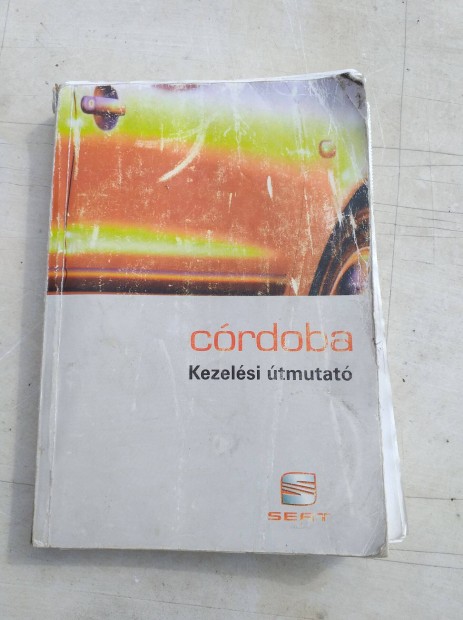 córdoba
Kezelési útmutató
SEAT